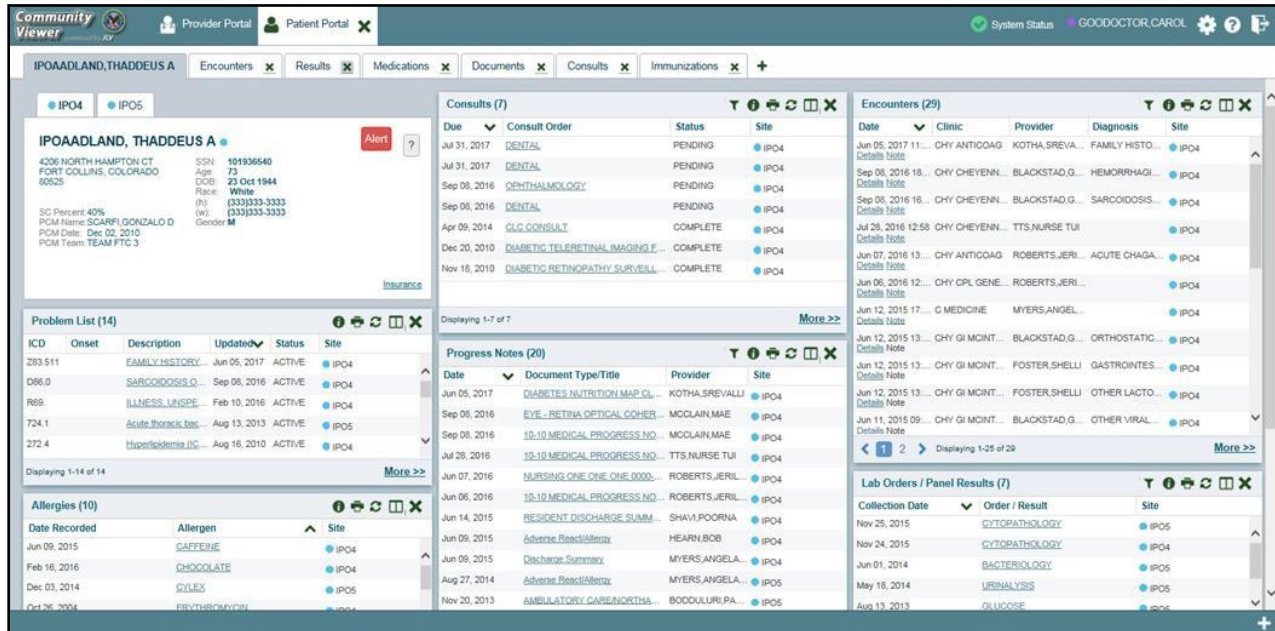 Community Viewer powered by JLV Provider Portal Patient Portal System Status GOODOCTOR,CAROL
IPOAADLAND,THADDEUS A Encounters Results Medications Documents Consults Immunizations
IPO4 IPO5
IPOAADLAND, THADDEUS A Alert ?
4206 NORTH HAMPTON CT
FORT COLLINS, COLORADO
80525
SSN: 101936540
Age: 73
DOB: 23 Oct 1944
Race: White
(h): (333)333-3333
(w): (333)333-3333
Gender: M
SC Percent: 40%
PCM Name: SCARFI,GONZALO D
PCM Date: Dec 02, 2010
PCM Team: TEAM FTC 3
Insurance
Problem List (14)
ICD Onset Description Updated Status Site
Z83.511 FAMILY HISTORY... Jun 05, 2017 ACTIVE IPO4
D86.0 SARCOIDOSIS O... Sep 08, 2016 ACTIVE IPO4
R69. ILLNESS, UNSPE... Feb 10, 2016 ACTIVE IPO4
724.1 Acute thoracic bac... Aug 13, 2013 ACTIVE IPO5
272.4 Hyperlipidemia (IC... Aug 16, 2010 ACTIVE IPO4
Displaying 1-14 of 14 More >>
Allergies (10)
Date Recorded Allergen Site
Jun 09, 2015 CAFFEINE IPO4
Feb 16, 2016 CHOCOLATE IPO4
Dec 03, 2014 CYLEX IPO5
Oct 26, 2004 ERYTHROMYCIN IPO4
Consults (7)
Due Consult Order Status Site
Jul 31, 2017 DENTAL PENDING IPO4
Jul 31, 2017 DENTAL PENDING IPO4
Sep 08, 2016 OPHTHALMOLOGY PENDING IPO4
Sep 08, 2016 DENTAL PENDING IPO4
Apr 09, 2014 CLC CONSULT COMPLETE IPO4
Dec 20, 2010 DIABETIC TELERETINAL IMAGING F... COMPLETE IPO4
Nov 18, 2010 DIABETIC RETINOPATHY SURVEILL... COMPLETE IPO4
Displaying 1-7 of 7 More >>
Progress Notes (20)
Date Document Type/Title Provider Site
Jun 05, 2017 DIABETES NUTRITION MAP CL... KOTHA,SREVALLI IPO4
Sep 08, 2016 EYE - RETINA OPTICAL COHER... MCCLAIN,MAE IPO4
Sep 08, 2016 10-10 MEDICAL PROGRESS NO... MCCLAIN,MAE IPO4
Jul 28, 2016 10-10 MEDICAL PROGRESS NO... TTS,NURSE TUI IPO4
Jun 07, 2016 NURSING ONE ONE ONE 0000-... ROBERTS,JERIL... IPO4
Jun 06, 2016 10-10 MEDICAL PROGRESS NO... ROBERTS,JERIL... IPO4
Jun 14, 2015 RESIDENT DISCHARGE SUMM... SHAVI,POORNA IPO4
Jun 09, 2015 Adverse React/Allergy HEARN,BOB IPO4
Jun 09, 2015 Discharge Summary MYERS,ANGELA... IPO4
Aug 27, 2014 Adverse React/Allergy MYERS,ANGELA... IPO5
Nov 20, 2013 AMBULATORY CARE/NORTHA... BODDULURI,PA... IPO5
Encounters (29)
Date Clinic Provider Diagnosis Site
Jun 05, 2017 11:... CHY ANTICOAG KOTHA,SREVA... FAMILY HISTO... IPO4
Details Note
Sep 08, 2016 18... CHY CHEYENN... BLACKSTAD,G... HEMORRHAGI... IPO4
Details Note
Sep 08, 2016 16... CHY CHEYENN... BLACKSTAD,G... SARCOIDOSIS... IPO4
Details Note
Jul 28, 2016 12:58 CHY CHEYENN... TTS,NURSE TUI IPO4
Details Note
Jun 07, 2016 13:... CHY ANTICOAG ROBERTS,JERI... ACUTE CHAGA... IPO4
Details Note
Jun 06, 2016 12:... CHY CPL GENE... ROBERTS,JERI... IPO4
Details Note
Jun 12, 2015 17:... C MEDICINE MYERS,ANGEL... IPO4
Details Note
Jun 12, 2015 13:... CHY GI MCINT... BLACKSTAD,G... ORTHOSTATIC... IPO4
Details Note
Jun 12, 2015 13:... CHY GI MCINT... FOSTER,SHELLI GASTROINTES... IPO4
Details Note
Jun 12, 2015 13:... CHY GI MCINT... FOSTER,SHELLI OTHER LACTO... IPO4
Details Note
Jun 11, 2015 09:... CHY GI MCINT... BLACKSTAD,G... OTHER VIRAL... IPO4
Details Note
1 2 Displaying 1-25 of 29 More >>
Lab Orders / Panel Results (7)
Collection Date Order / Result Site
Nov 25, 2015 CYTOPATHOLOGY IPO5
Nov 24, 2015 CYTOPATHOLOGY IPO4
Jun 01, 2014 BACTERIOLOGY IPO5
May 18, 2014 URINALYSIS IPO5
Aug 13, 2013 GLUCOSE IPO5